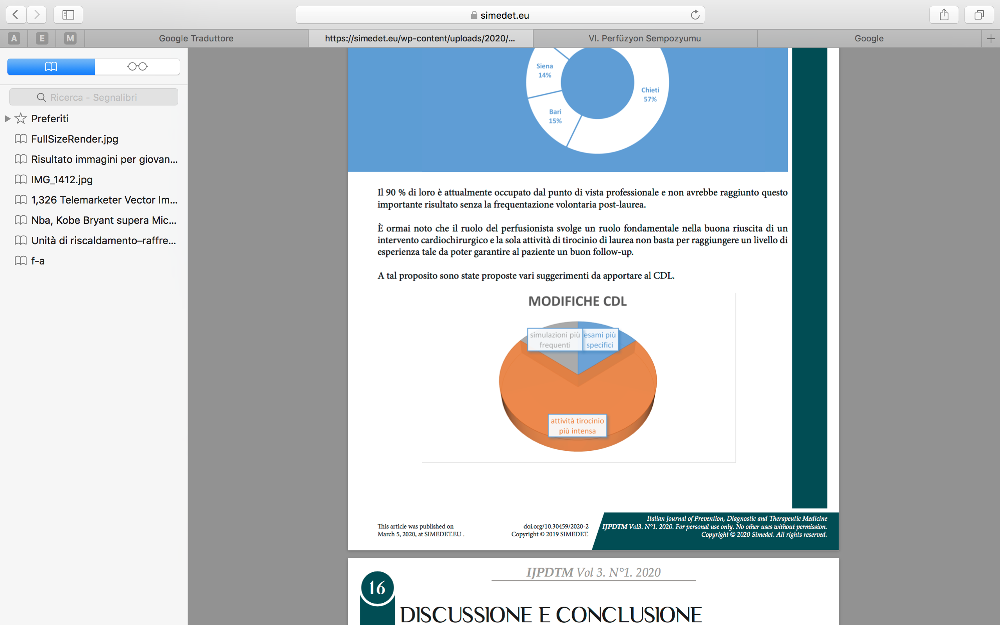 simedet.eu
A
E
M
Google Traduttore
https://simedet.eu/wp-content/uploads/2020/...
VI. Perfüzyon Sempozyumu
Google
Ricerca - Segnalibri
Preferiti
FullSizeRender.jpg
Risultato immagini per giovan...
IMG_1412.jpg
1,326 Telemarketer Vector Im...
Nba, Kobe Bryant supera Mic...
Unità di riscaldamento–raffre...
f-a
Siena
14%
Chieti
57%
Bari
15%
Il 90 % di loro è attualmente occupato dal punto di vista professionale e non avrebbe raggiunto questo
importante risultato senza la frequentazione volontaria post-laurea.
È ormai noto che il ruolo del perfusionista svolge un ruolo fondamentale nella buona riuscita di un
intervento cardiochirurgico e la sola attività di tirocinio di laurea non basta per raggiungere un livello di
esperienza tale da poter garantire al paziente un buon follow-up.
A tal proposito sono state proposte vari suggerimenti da apportare al CDL.
MODIFICHE CDL
simulazioni più
frequenti
esami più
specifici
attività tirocinio
più intensa
This article was published on
March 5, 2020, at SIMEDET.EU .
doi.org/10.30459/2020-2
Copyright © 2019 SIMEDET.
Italian Journal of Prevention, Diagnostic and Therapeutic Medicine
IJPDTM Vol3. N°1. 2020. For personal use only. No other uses without permission.
Copyright © 2020 Simedet. All rights reserved.
IJPDTM Vol 3. N°1. 2020
16
DISCUSSIONE E CONCLUSIONE